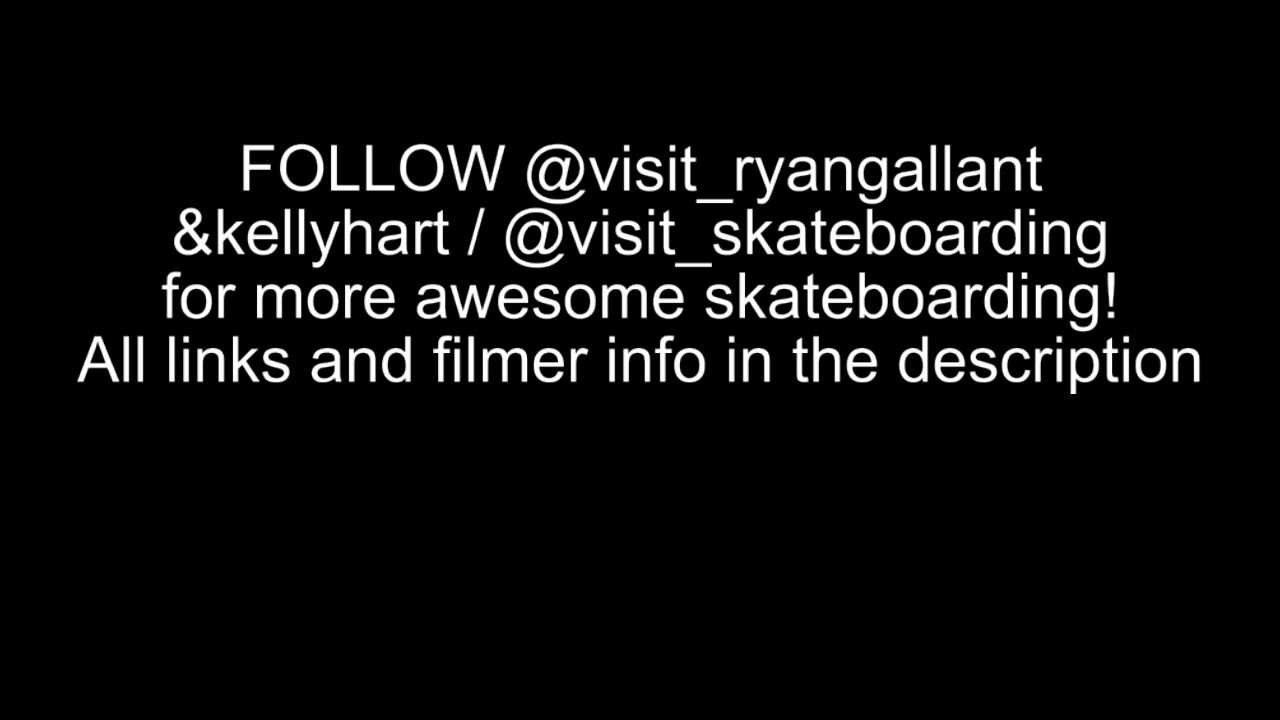 FOLLOW @visit_ryangallant
&kellyhart / @visit_skateboarding
for more awesome skateboarding!
All links and filmer info in the description